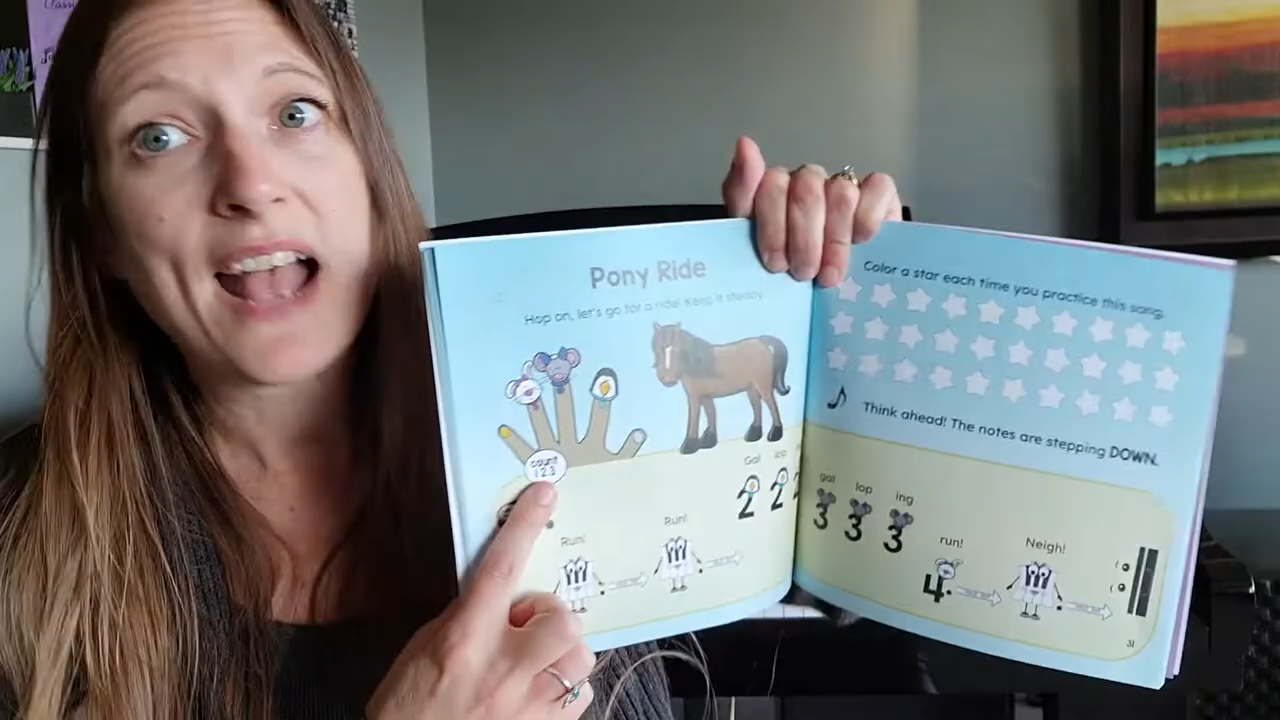 Pony Ride
Hop on, let's go for a ride! Keep it steady.
count
1 2 3
Run!
Run!
Gal lop
2 2
Color a star each time you practice this song.
Think ahead! The notes are stepping DOWN.
gal lop ing
3 3 3
run!
4
Neigh!
31